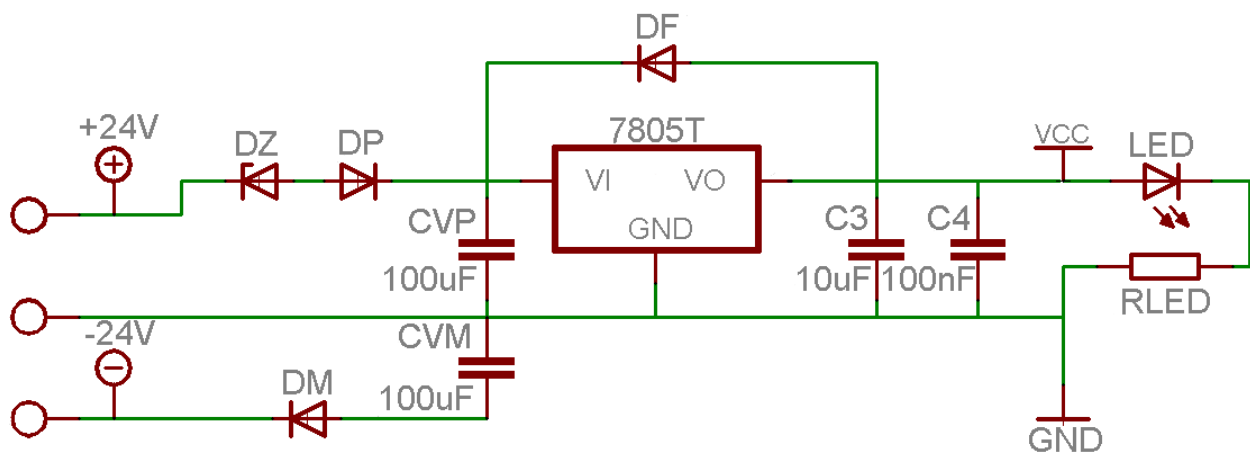 DF
+24V
7805T
DZ
DP
VCC
LED
VI
VO
CVP
GND
C3
C4
100uF
10uF
100nF
RLED
-24V
CVM
DM
100uF
GND